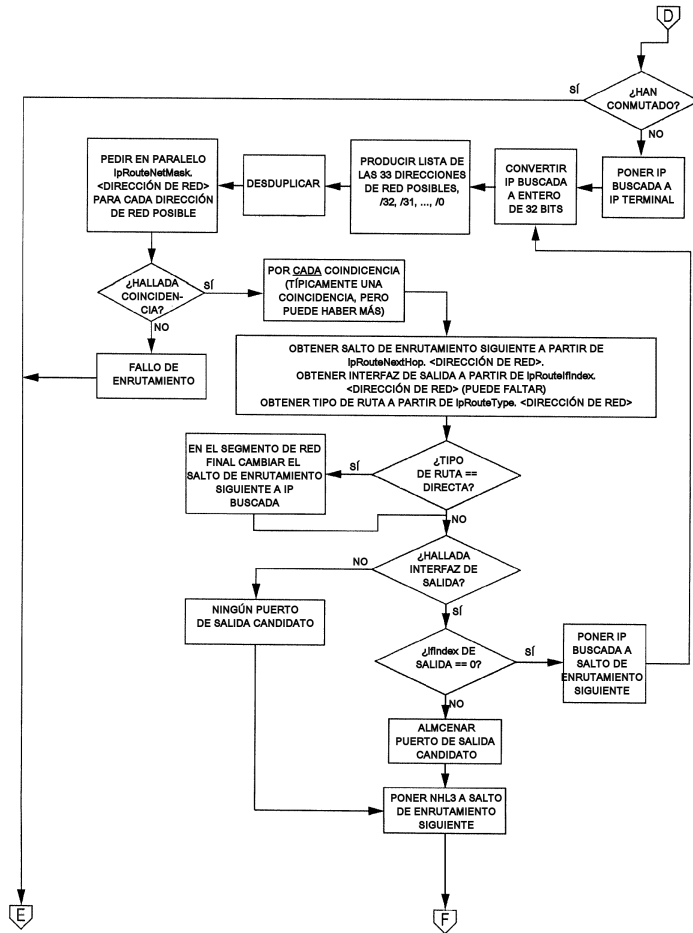 D
¿HAN
CONMUTADO?
SÍ
NO
PONER IP
BUSCADA A
IP TERMINAL
CONVERTIR
IP BUSCADA
A ENTERO
DE 32 BITS
PRODUCIR LISTA DE
LAS 33 DIRECCIONES
DE RED POSIBLES,
/32, /31, ..., /0
DESDUPLICAR
PEDIR EN PARALELO
IpRouteNetMask.
<DIRECCIÓN DE RED>
PARA CADA DIRECCIÓN
DE RED POSIBLE
¿HALLADA
COINCIDEN-
CIA?
SÍ
NO
FALLO DE
ENRUTAMIENTO
POR CADA COINDICENCIA
(TÍPICAMENTE UNA
COINCIDENCIA, PERO
PUEDE HABER MÁS)
OBTENER SALTO DE ENRUTAMIENTO SIGUIENTE A PARTIR DE
IpRouteNextHop. <DIRECCIÓN DE RED>.
OBTENER INTERFAZ DE SALIDA A PARTIR DE IpRouteIfIndex.
<DIRECCIÓN DE RED> (PUEDE FALTAR)
OBTENER TIPO DE RUTA A PARTIR DE IpRouteType. <DIRECCIÓN DE RED>
¿TIPO
DE RUTA ==
DIRECTA?
SÍ
NO
EN EL SEGMENTO DE RED
FINAL CAMBIAR EL
SALTO DE ENRUTAMIENTO
SIGUIENTE A IP
BUSCADA
¿HALLADA
INTERFAZ DE
SALIDA?
NO
SÍ
NINGÚN PUERTO
DE SALIDA CANDIDATO
¿IfIndex DE
SALIDA == 0?
SÍ
NO
PONER IP
BUSCADA A
SALTO DE
ENRUTAMIENTO
SIGUIENTE
ALMCENAR
PUERTO DE SALIDA
CANDIDATO
PONER NHL3 A SALTO
DE ENRUTAMIENTO
SIGUIENTE
E
F